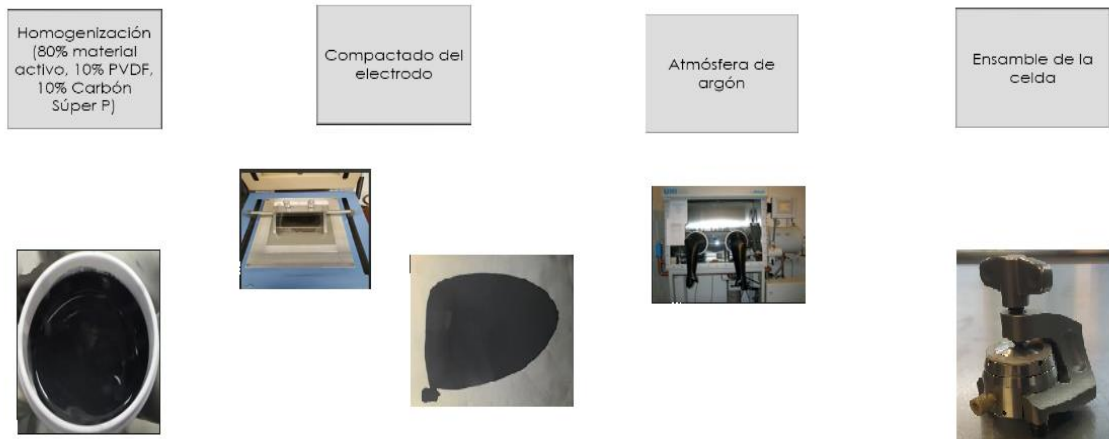 Homogenización
(80% material
activo, 10% PVDF,
10% Carbón
Súper P)
Compactado del
electrodo
Atmósfera de
argón
Ensamble de la
celda